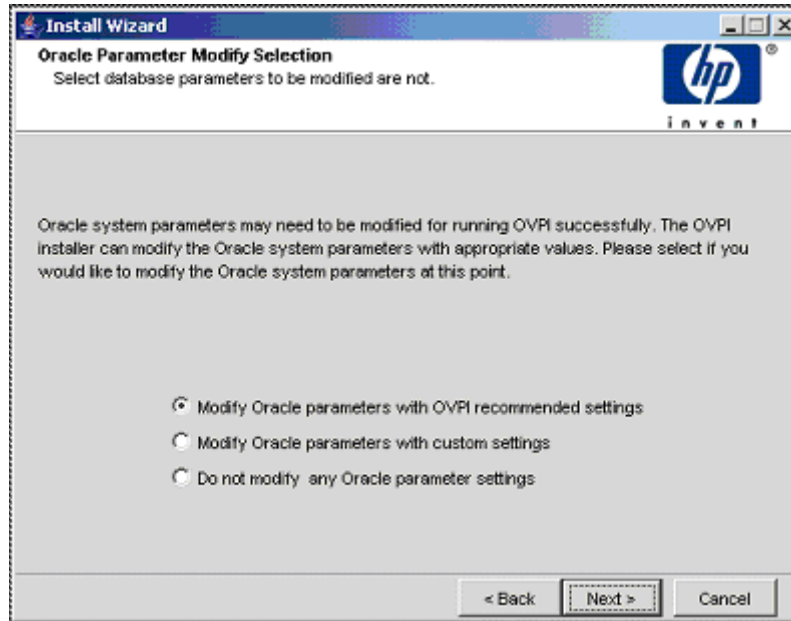 Install Wizard
Oracle Parameter Modify Selection
Select database parameters to be modified are not.
hp
®
invent
Oracle system parameters may need to be modified for running OVPI successfully. The OVPI
installer can modify the Oracle system parameters with appropriate values. Please select if you
would like to modify the Oracle system parameters at this point.
Modify Oracle parameters with OVPI recommended settings
Modify Oracle parameters with custom settings
Do not modify any Oracle parameter settings
< Back Next > Cancel